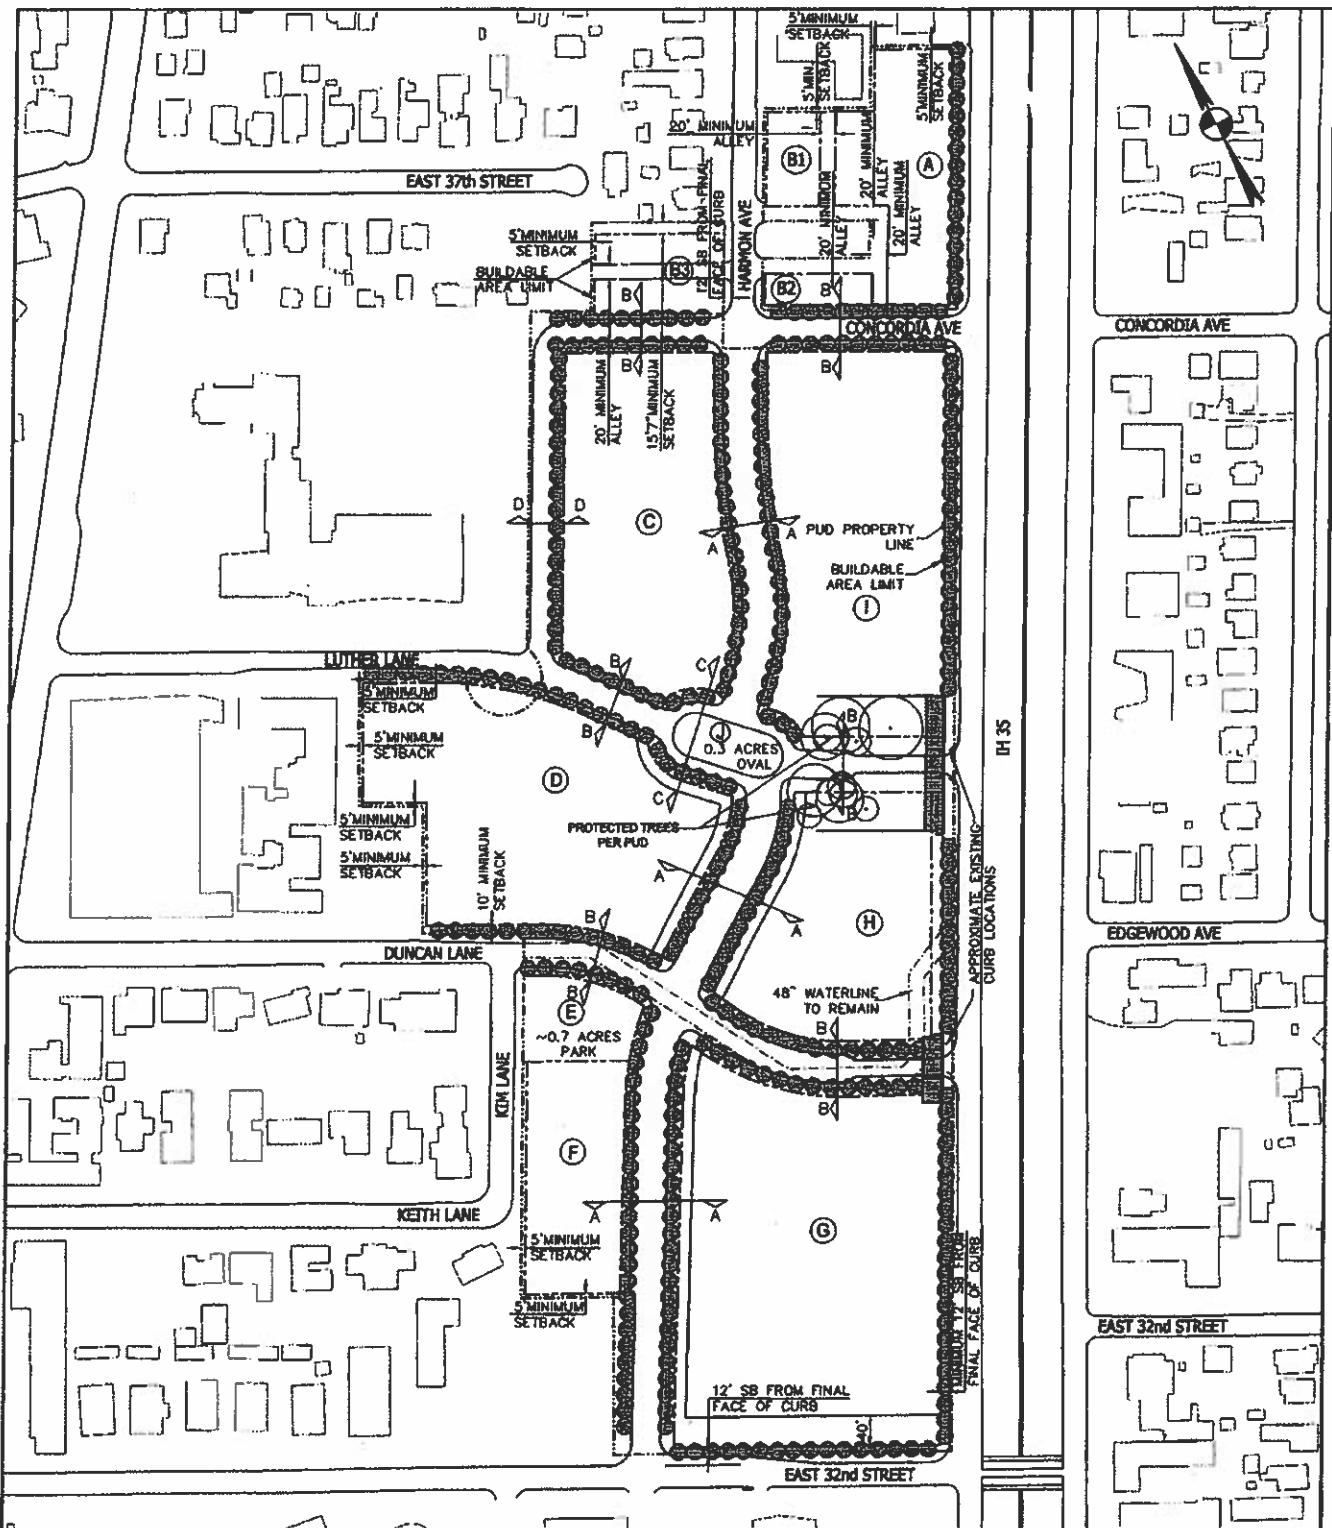 5'MINIMUM
SETBACK
D
5'MIN.
SETBACK
5'MINIMUM
SETBACK
20' MINIMUM
ALLEY
B1
A
EAST 37th STREET
20' MINIMUM
ALLEY
20' MINIMUM
ALLEY
20' MINIMUM
ALLEY
12' SB FROM FINAL
FACE OF CURB
HARMON AVE
5'MINIMUM
SETBACK
BUILDABLE
AREA LIMIT
B3
B
B2
B
CONCORDIA AVE
CONCORDIA AVE
B
B
20' MINIMUM
ALLEY
15'7"MINIMUM
SETBACK
D
D
C
A
A
PUD PROPERTY
LINE
BUILDABLE
AREA LIMIT
I
LUTHER LANE
B
C
5'MINIMUM
SETBACK
B
J
0.3 ACRES
OVAL
B
IH 35
5'MINIMUM
SETBACK
D
C
B
5'MINIMUM
SETBACK
PROTECTED TREES
PER PUD
5'MINIMUM
SETBACK
10' MINIMUM
SETBACK
A
A
B
H
APPROXIMATE EXISTING
CURB LOCATIONS
EDGEWOOD AVE
DUNCAN LANE
B
E
48" WATERLINE
TO REMAIN
~0.7 ACRES
PARK
B
KIM LANE
B
F
KEITH LANE
A
A
G
5'MINIMUM
SETBACK
5'MINIMUM
SETBACK
MINIMUM 12' SB FROM
FINAL FACE OF CURB
EAST 32nd STREET
12' SB FROM FINAL
FACE OF CURB
40'
EAST 32nd STREET